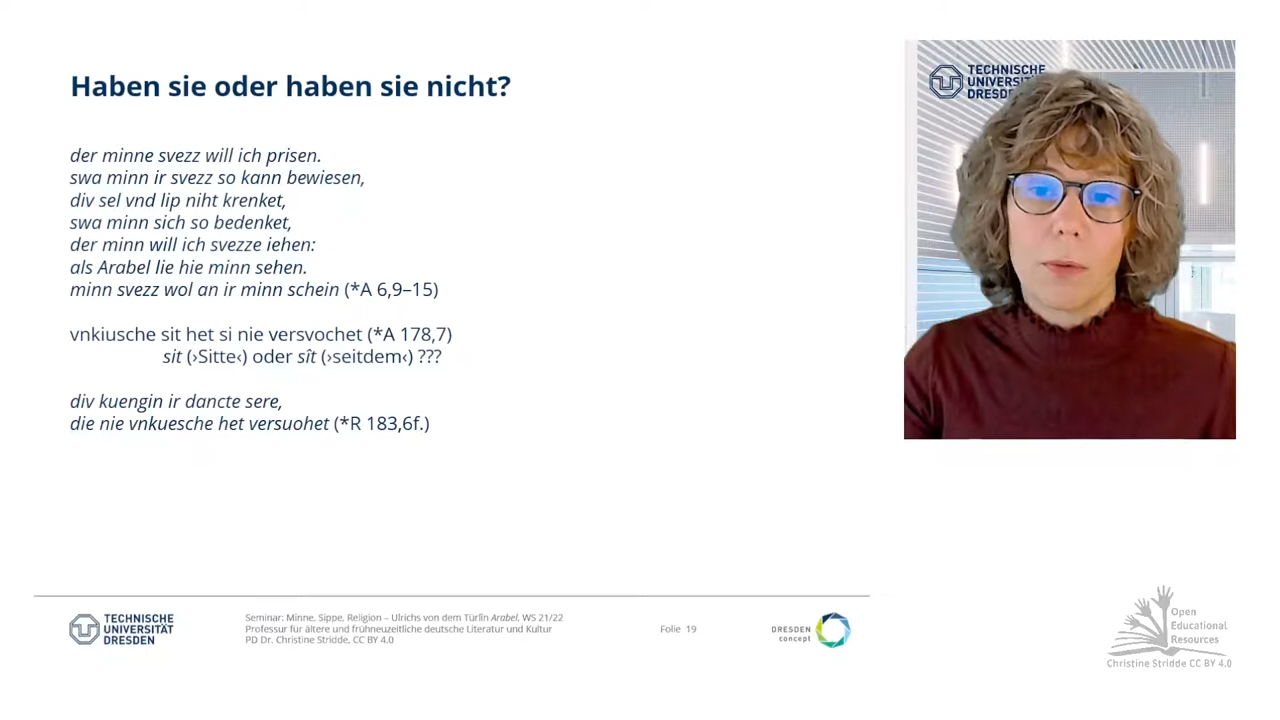 Haben sie oder haben sie nicht?
der minne svezz will ich prisen.
swa minn ir svezz so kann bewiesen,
div sel vnd lip niht krenket,
swa minn sich so bedenket,
der minn will ich svezze iehen:
als Arabel lie hie minn sehen.
minn svezz wol an ir minn schein (*A 6,9–15)
vnkiusche sit het si nie versvochet (*A 178,7)
sit (›Sitte‹) oder sît (›seitdem‹) ???
div kuengin ir dancte sere,
die nie vnkuesche het versuohet (*R 183,6f.)
TECHNISCHE
UNIVERSITÄT
DRESDEN
Seminar: Minne, Sippe, Religion – Ulrichs von dem Türlîn Arabel, WS 21/22
Professur für ältere und frühneuzeitliche deutsche Literatur und Kultur
PD Dr. Christine Stridde, CC BY 4.0
Folie 19
DRESDEN
concept
TECHNISCHE
UNIVERSITÄ
DRESD
Open
Educational
Resources
Christine Stridde CC BY 4.0